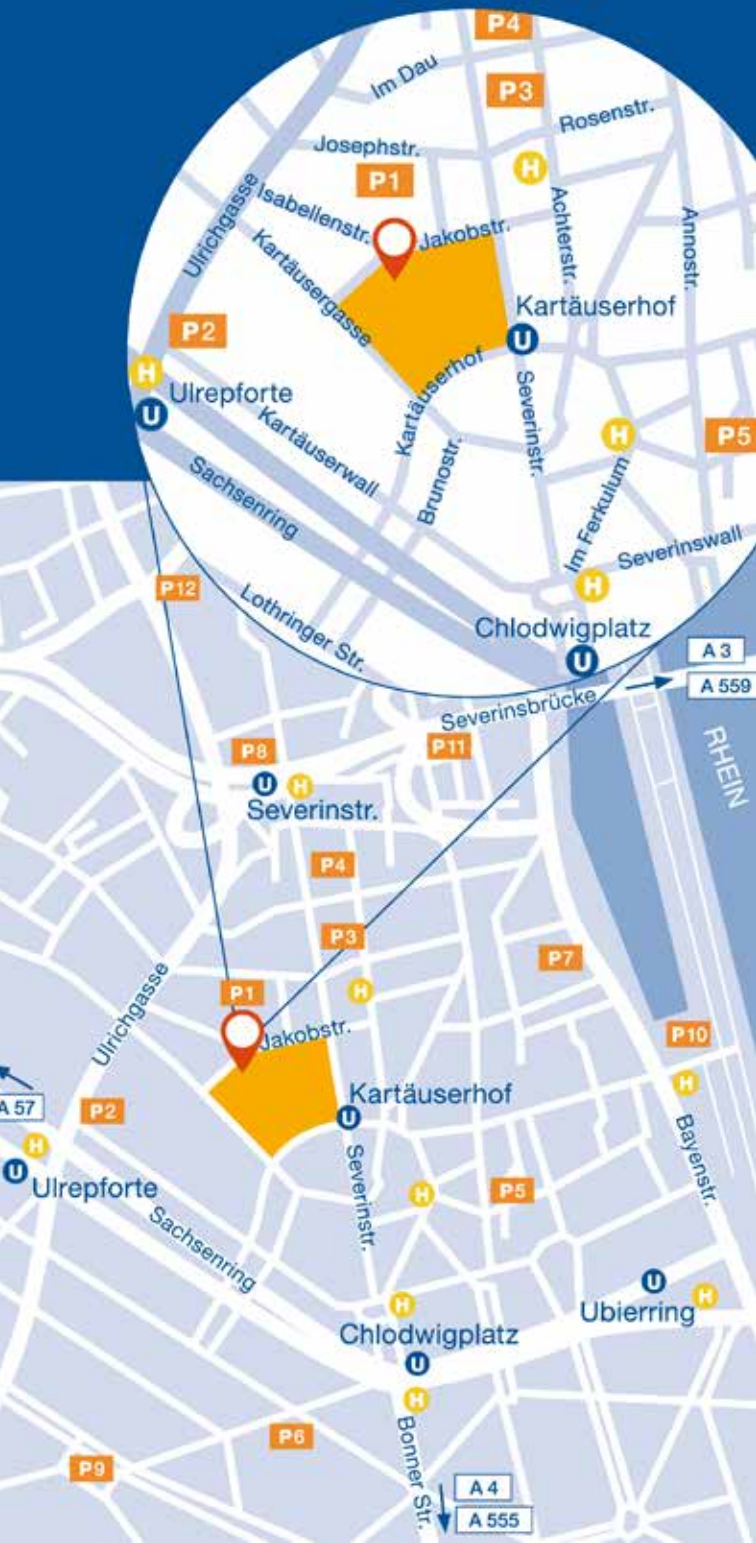 P4
Im Dau
P3
Rosenstr.
Josephstr.
H
P1
Isabellenstr.
Ulrichgasse
Jakobstr.
Achterstr.
Annostr.
Kartäusergasse
Kartäuserhof
U
P2
H
Ulrepforte
U
Kartäuserhof
Severinstr.
Kartäuserwall
H
P5
Sachsenring
Brunostr.
Im Ferkulum
Severinswall
H
P12
Lothringer Str.
Chlodwigplatz
U
A 3
A 559
Severinsbrücke
RHEIN
P8
P11
U
H
Severinstr.
P4
P3
P7
Ulrichgasse
P1
H
Jakobstr.
P10
A 57
P2
Kartäuserhof
U
H
Bayenstr.
H
U
Ulrepforte
Severinstr.
H
P5
Sachsenring
U
H
Ubierring
H
Chlodwigplatz
U
H
P6
Bonner Str.
P9
A 4
A 555